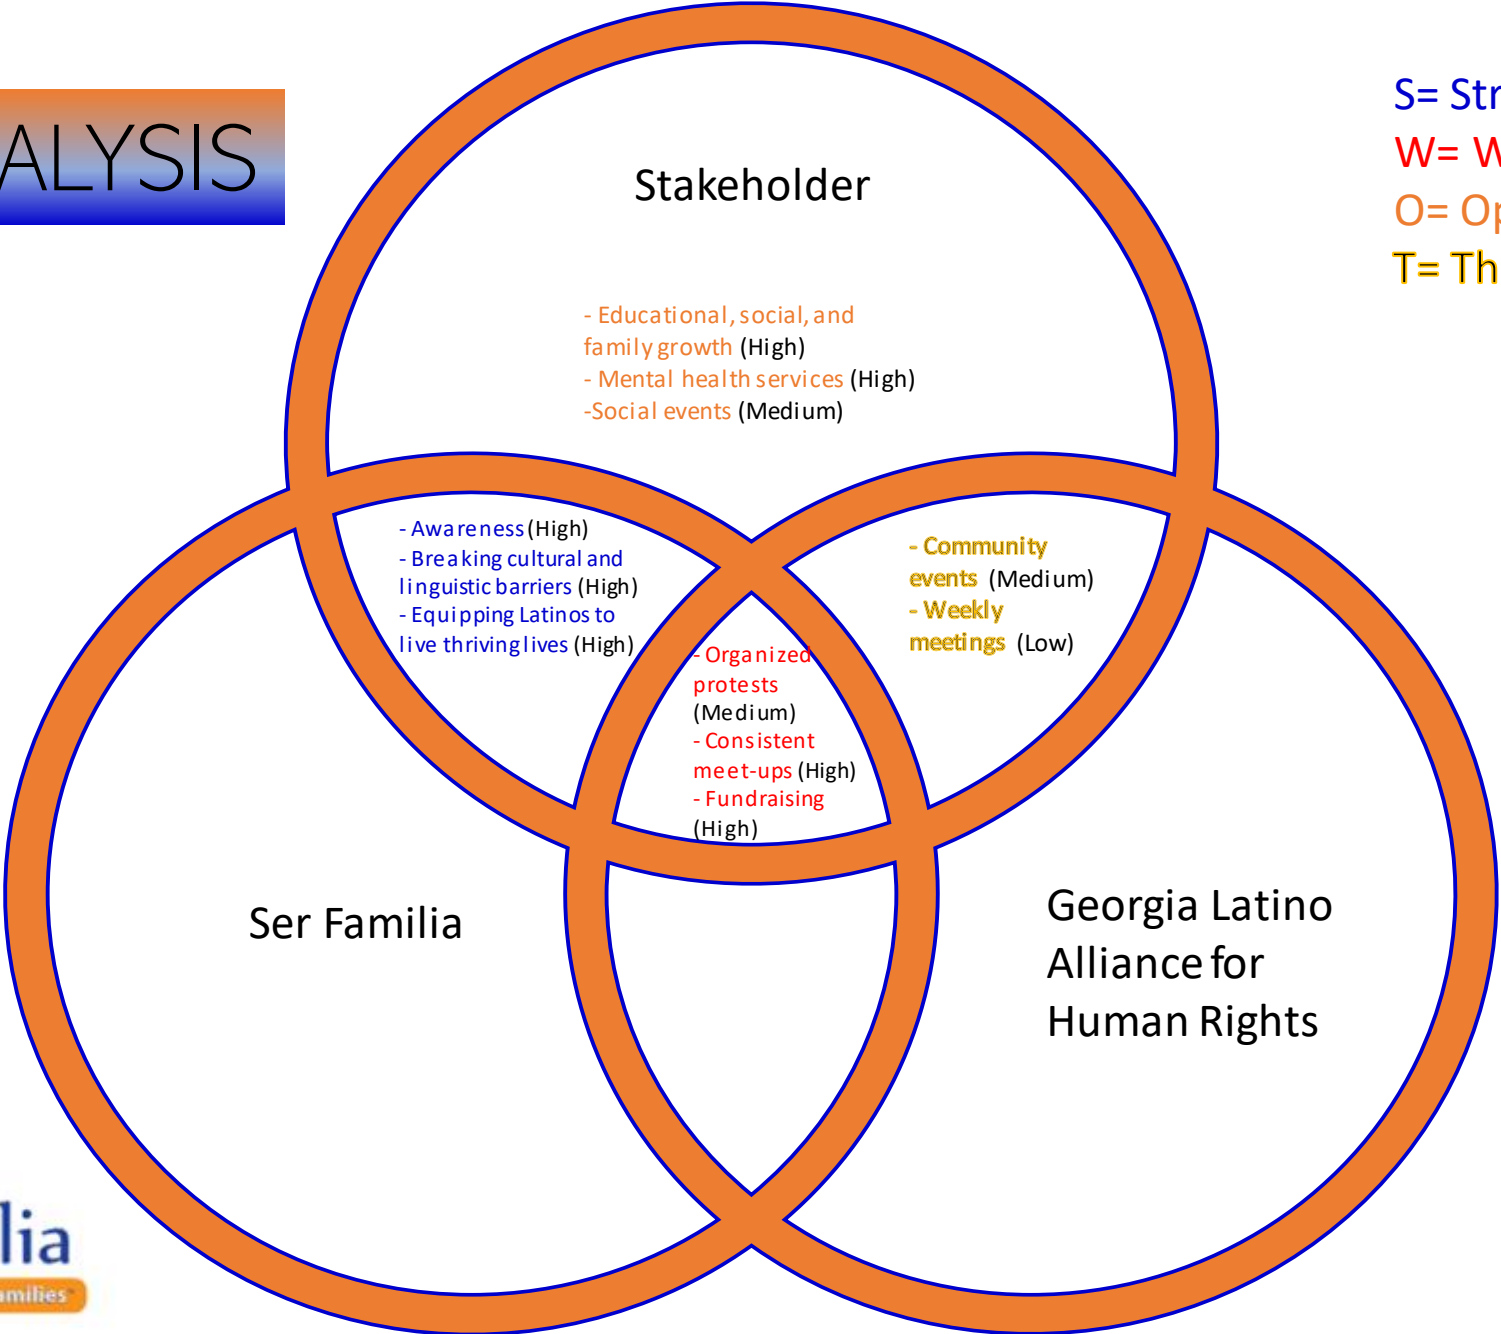 ALYSIS
S= Str
W= W
O= Op
T= Th
Stakeholder
- Educational, social, and
family growth (High)
- Mental health services (High)
-Social events (Medium)
- Awareness (High)
- Breaking cultural and
linguistic barriers (High)
- Equipping Latinos to
live thriving lives (High)
- Community
events (Medium)
- Weekly
meetings (Low)
- Organized
protests
(Medium)
- Consistent
meet-ups (High)
- Fundraising
(High)
Ser Familia
Georgia Latino
Alliance for
Human Rights
lia
amilies